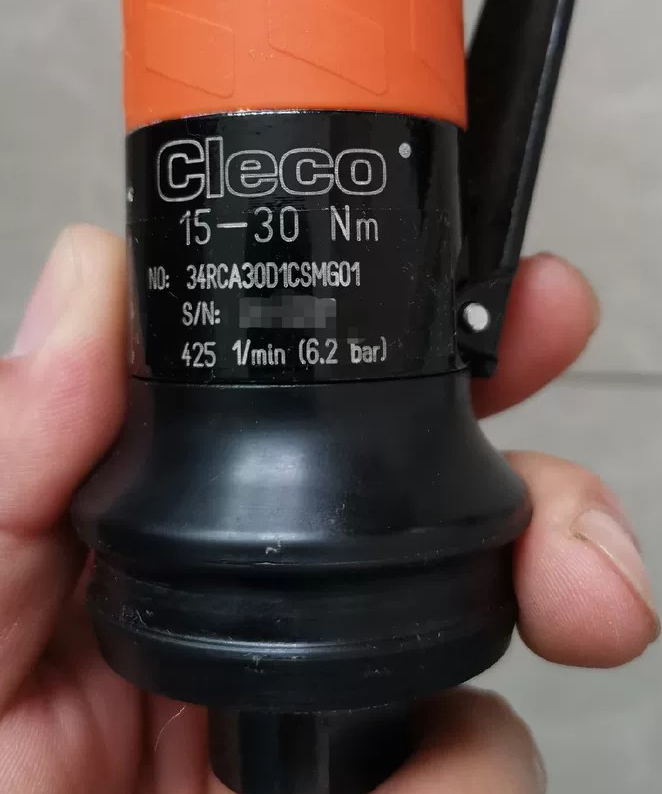 Cleco
15—30 Nm
NO: 34RCA30D1CSMG01
S/N:
425 1/min (6.2 bar)